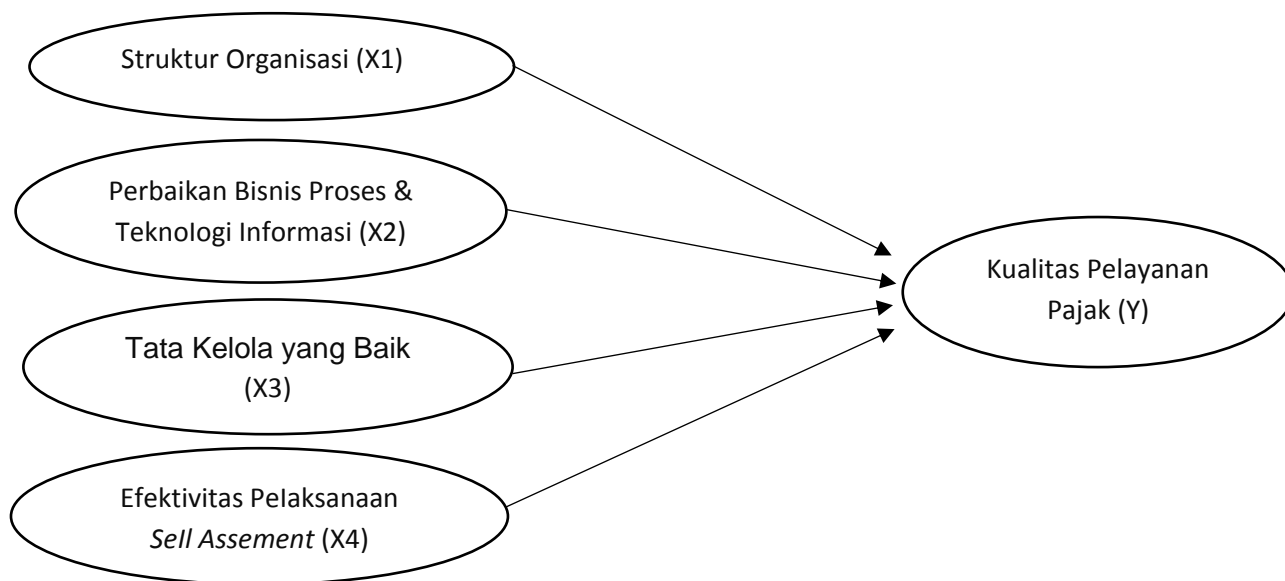 Struktur Organisasi (X1)
Perbaikan Bisnis Proses &
Teknologi Informasi (X2)
Tata Kelola yang Baik
(X3)
Efektivitas Pelaksanaan
Sell Assement (X4)
Kualitas Pelayanan
Pajak (Y)